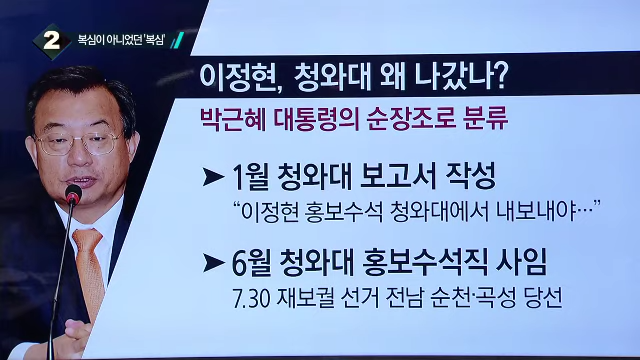 2 복심이 아니었던 '복심'
이정현, 청와대 왜 나갔나?
박근혜 대통령의 순장조로 분류
➤ 1월 청와대 보고서 작성
“이정현 홍보수석 청와대에서 내보내야…”
➤ 6월 청와대 홍보수석직 사임
7.30 재보궐 선거 전남 순천·곡성 당선